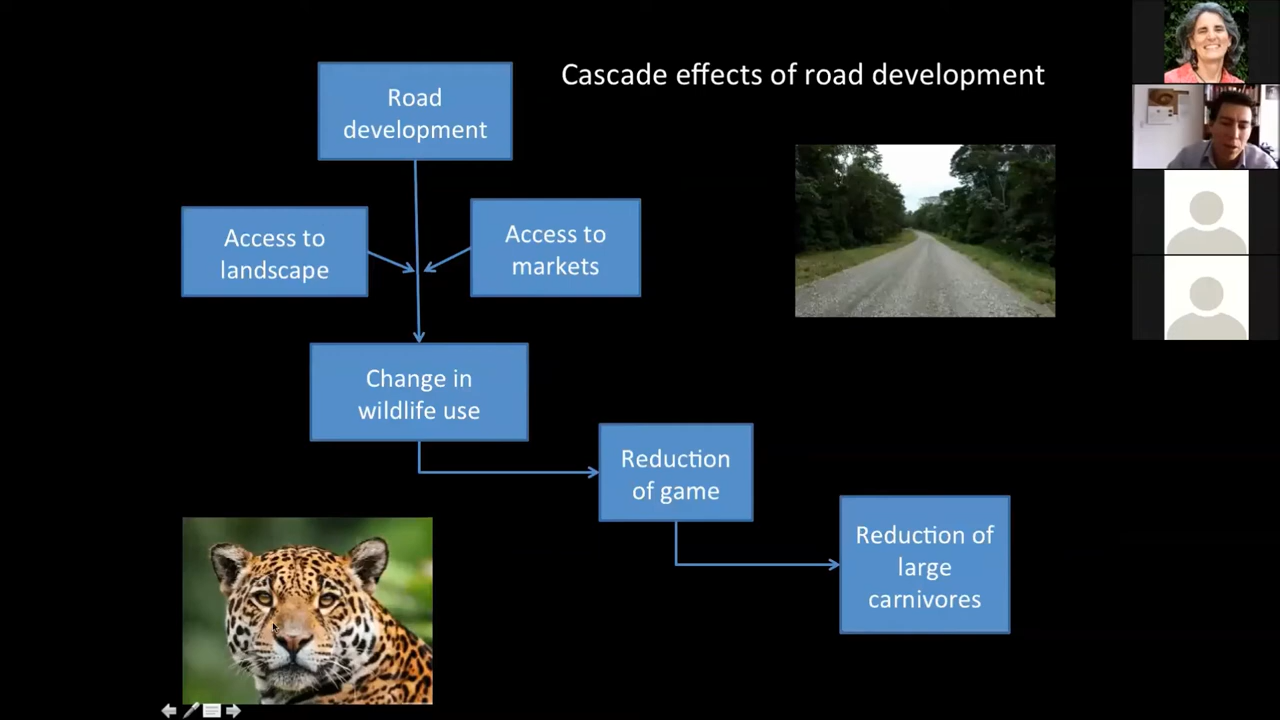 Cascade effects of road development
Road
development
Access to
landscape
Access to
markets
Change in
wildlife use
Reduction
of game
Reduction of
large
carnivores